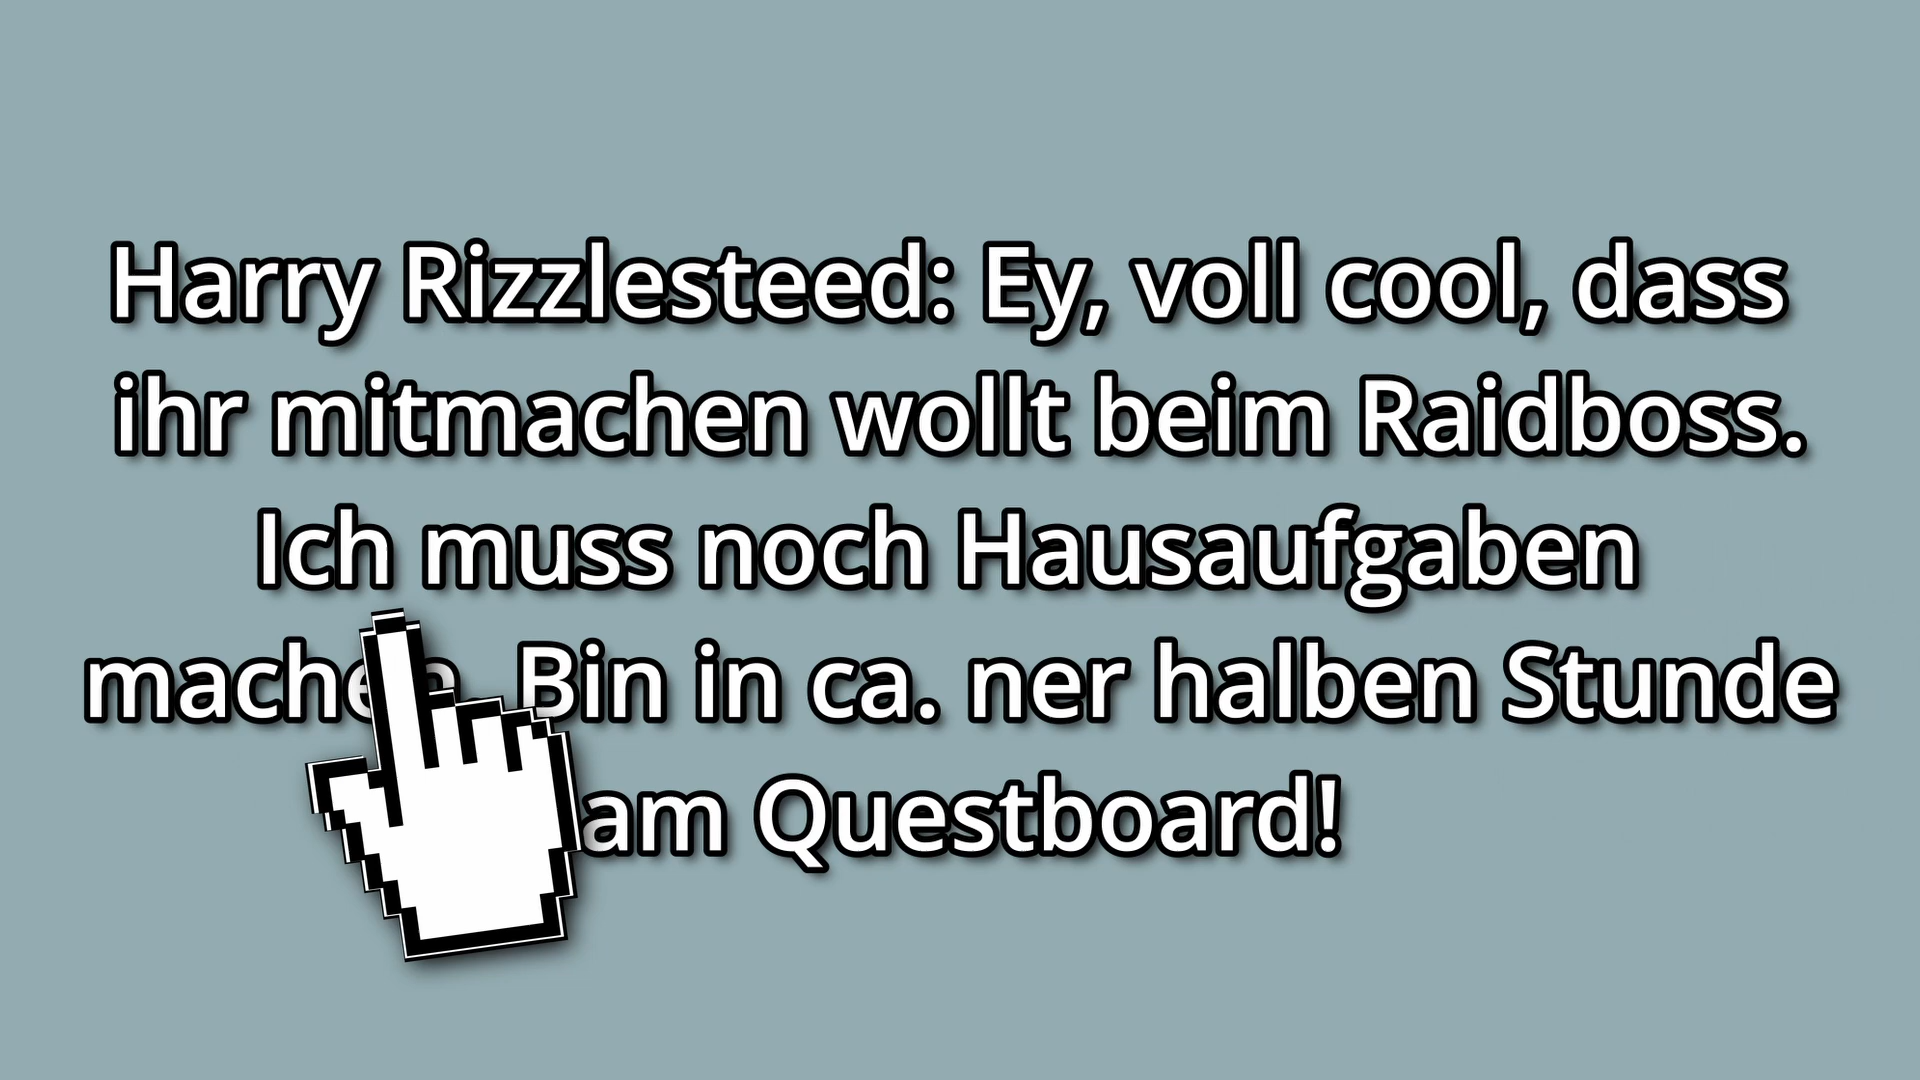 Harry Rizzlesteed: Ey, voll cool, dass
ihr mitmachen wollt beim Raidboss.
Ich muss noch Hausaufgaben
machen. Bin in ca. ner halben Stunde
am Questboard!